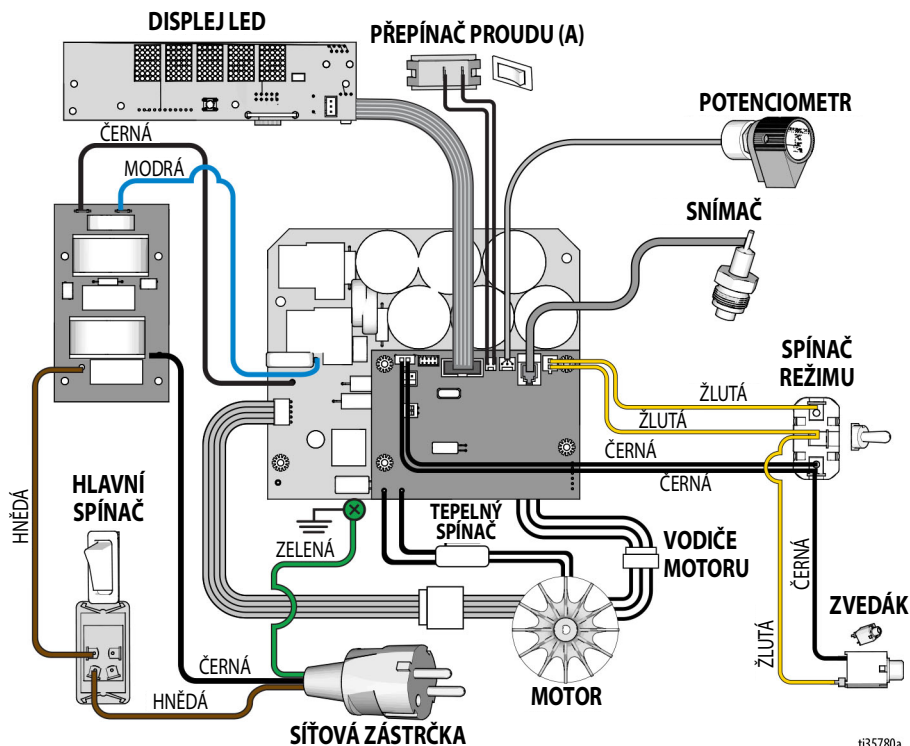 DISPLEJ LED
PŘEPÍNAČ PROUDU (A)
POTENCIOMETR
ČERNÁ
MODRÁ
SNÍMAČ
SPÍNAČ
REŽIMU
ŽLUTÁ
ŽLUTÁ
ČERNÁ
ČERNÁ
HNĚDÁ
HLAVNÍ
SPÍNAČ
ZELENÁ
TEPELNÝ
SPÍNAČ
VODIČE
MOTORU
ČERNÁ
ŽLUTÁ
ZVEDÁK
ČERNÁ
HNĚDÁ
MOTOR
SÍŤOVÁ ZÁSTRČKA
ti35780a